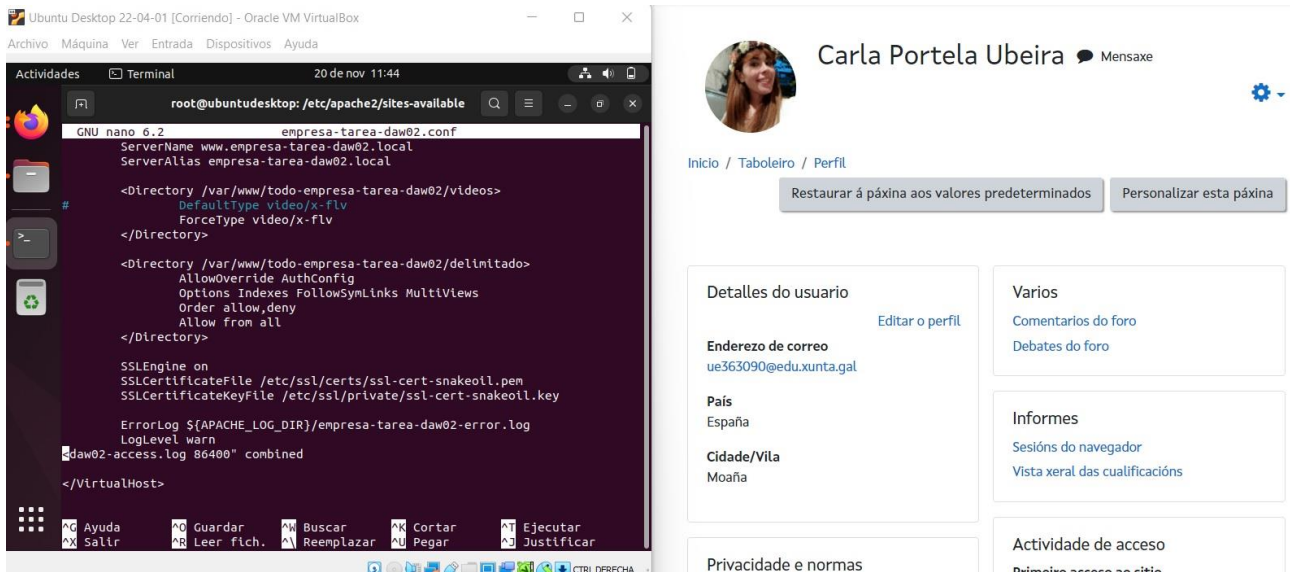 Ubuntu Desktop 22-04-01 [Corriendo] - Oracle VM VirtualBox
Archivo Máquina Ver Entrada Dispositivos Ayuda
Actividades Terminal 20 de nov 11:44
root@ubuntudesktop: /etc/apache2/sites-available
GNU nano 6.2 empresa-tarea-daw02.conf
ServerName www.empresa-tarea-daw02.local
ServerAlias empresa-tarea-daw02.local
<Directory /var/www/todo-empresa-tarea-daw02/videos>
# DefaultType video/x-flv
ForceType video/x-flv
</Directory>
<Directory /var/www/todo-empresa-tarea-daw02/delimitado>
AllowOverride AuthConfig
Options Indexes FollowSymLinks MultiViews
Order allow,deny
Allow from all
</Directory>
SSLEngine on
SSLCertificateFile /etc/ssl/certs/ssl-cert-snakeoil.pem
SSLCertificateKeyFile /etc/ssl/private/ssl-cert-snakeoil.key
ErrorLog ${APACHE_LOG_DIR}/empresa-tarea-daw02-error.log
LogLevel warn
<daw02-access.log 86400" combined
</VirtualHost>
^G Ayuda ^O Guardar ^W Buscar ^K Cortar ^T Ejecutar
^X Salir ^R Leer fich. ^\ Reemplazar ^U Pegar ^J Justificar
CTRL DERECHA
Carla Portela Ubeira Mensaxe
Inicio / Taboleiro / Perfil
Restaurar á páxina aos valores predeterminados Personalizar esta páxina
Detalles do usuario
Editar o perfil
Enderezo de correo
ue363090@edu.xunta.gal
País
España
Cidade/Vila
Moaña
Privacidade e normas
Varios
Comentarios do foro
Debates do foro
Informes
Sesións do navegador
Vista xeral das cualificacións
Actividade de acceso
Primeiro acceso ao sitio